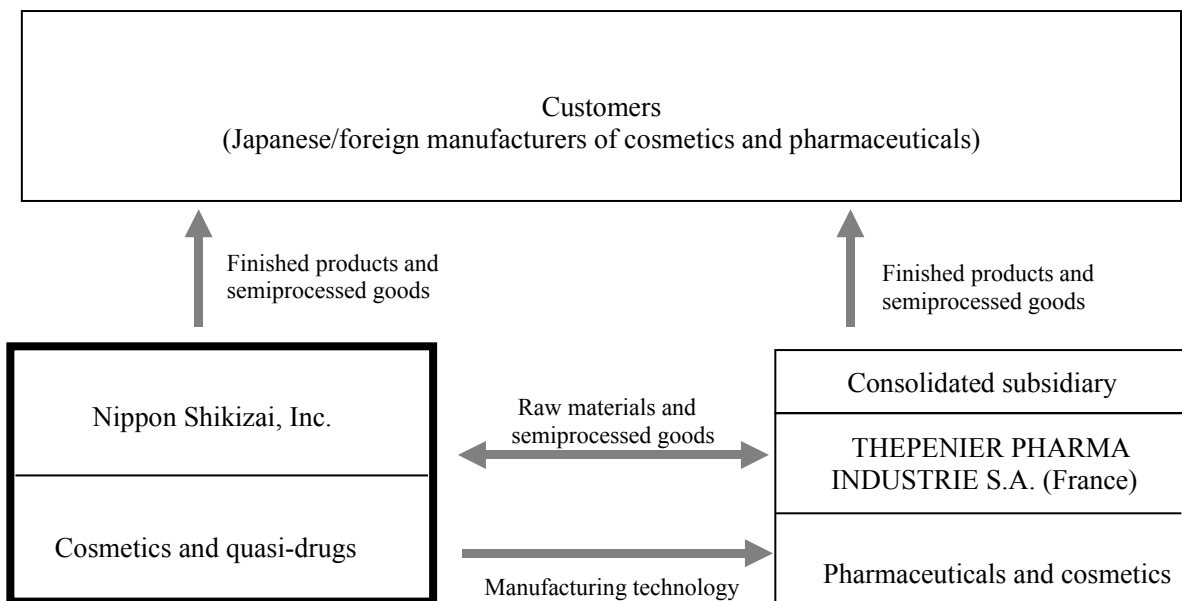 Customers
(Japanese/foreign manufacturers of cosmetics and pharmaceuticals)
Finished products and
semiprocessed goods
Finished products and
semiprocessed goods
Nippon Shikizai, Inc.
Cosmetics and quasi-drugs
Raw materials and
semiprocessed goods
Manufacturing technology
Consolidated subsidiary
THEPENIER PHARMA
INDUSTRIE S.A. (France)
Pharmaceuticals and cosmetics